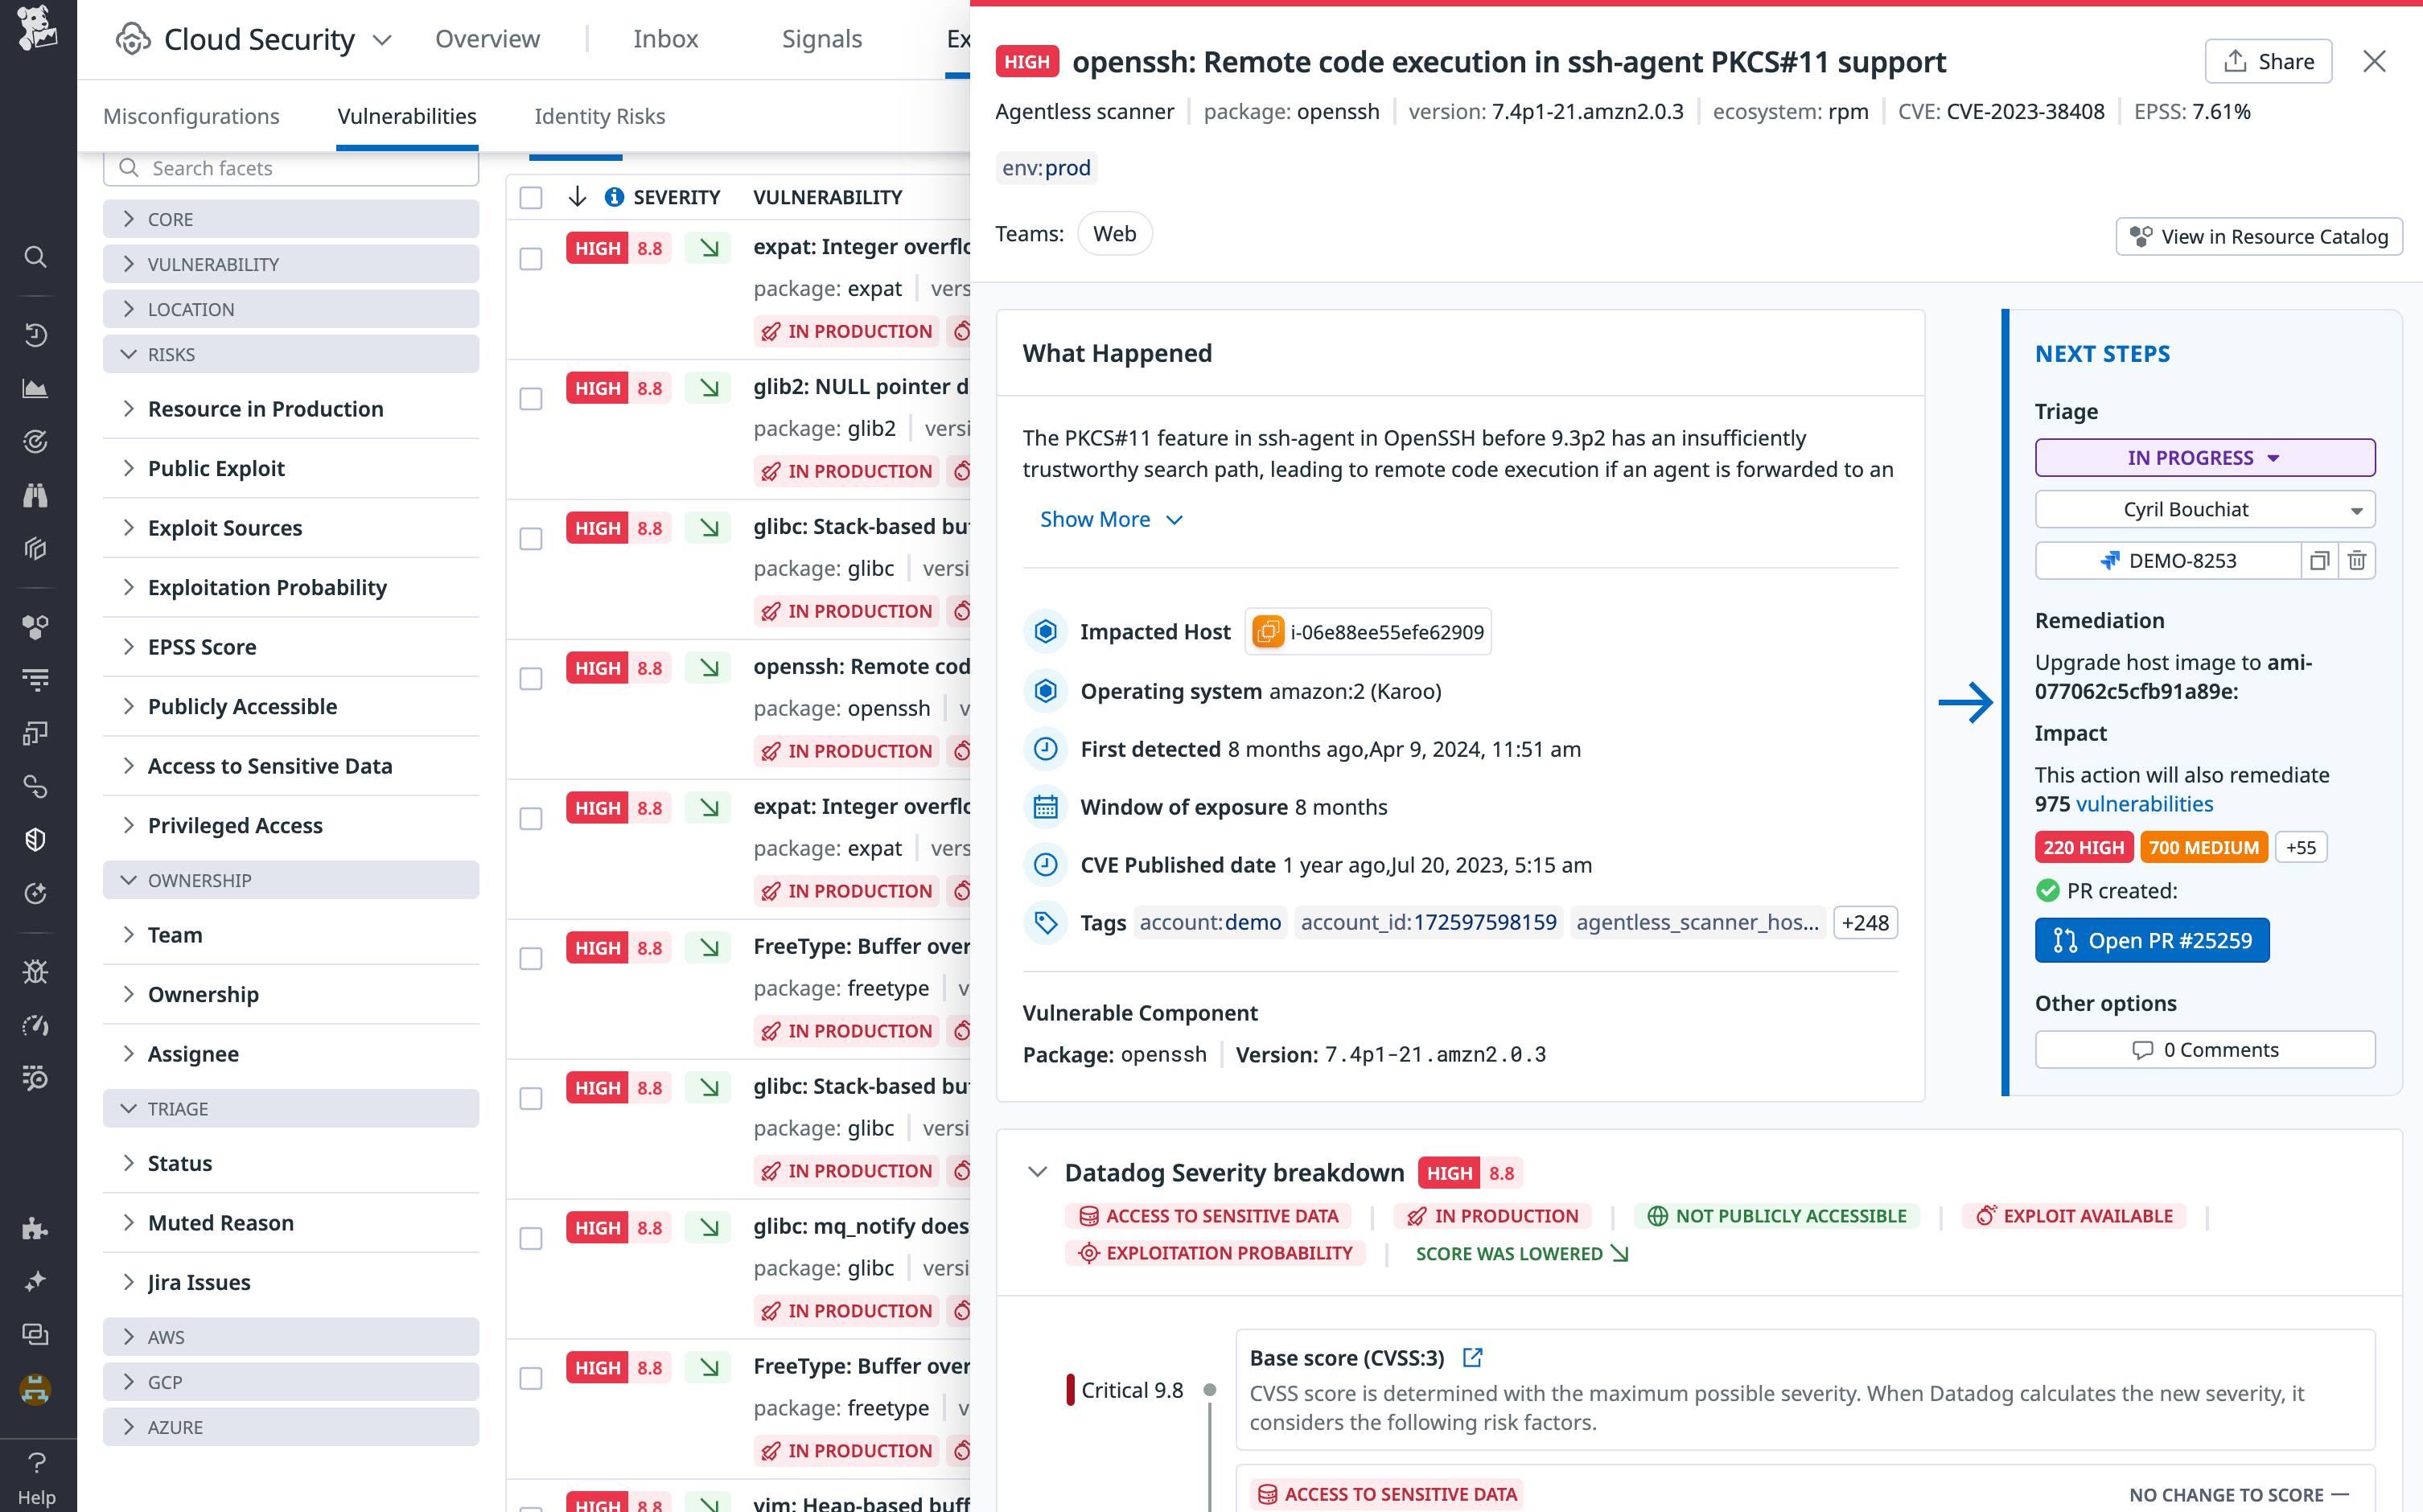 Cloud Security
Overview
Inbox
Signals
Ex
Misconfigurations
Vulnerabilities
Identity Risks
Search facets
CORE
VULNERABILITY
LOCATION
RISKS
Resource in Production
Public Exploit
Exploit Sources
Exploitation Probability
EPSS Score
Publicly Accessible
Access to Sensitive Data
Privileged Access
OWNERSHIP
Team
Ownership
Assignee
TRIAGE
Status
Muted Reason
Jira Issues
AWS
GCP
AZURE
Help
SEVERITY VULNERABILITY
HIGH 8.8 expat: Integer overflo
package: expat vers
IN PRODUCTION
HIGH 8.8 glib2: NULL pointer d
package: glib2 versi
IN PRODUCTION
HIGH 8.8 glibc: Stack-based bu
package: glibc versi
IN PRODUCTION
HIGH 8.8 openssh: Remote cod
package: openssh v
IN PRODUCTION
HIGH 8.8 expat: Integer overflo
package: expat vers
IN PRODUCTION
HIGH 8.8 FreeType: Buffer over
package: freetype v
IN PRODUCTION
HIGH 8.8 glibc: Stack-based bu
package: glibc versi
IN PRODUCTION
HIGH 8.8 glibc: mq_notify does
package: glibc versi
IN PRODUCTION
HIGH 8.8 FreeType: Buffer over
package: freetype v
IN PRODUCTION
HIGH 8.8 vim: Heap-based buff
HIGH openssh: Remote code execution in ssh-agent PKCS#11 support
Share
Agentless scanner package: openssh version: 7.4p1-21.amzn2.0.3 ecosystem: rpm CVE: CVE-2023-38408 EPSS: 7.61%
env:prod
Teams: Web
View in Resource Catalog
What Happened
The PKCS#11 feature in ssh-agent in OpenSSH before 9.3p2 has an insufficiently
trustworthy search path, leading to remote code execution if an agent is forwarded to an
Show More
Impacted Host i-06e88ee55efe62909
Operating system amazon:2 (Karoo)
First detected 8 months ago,Apr 9, 2024, 11:51 am
Window of exposure 8 months
CVE Published date 1 year ago,Jul 20, 2023, 5:15 am
Tags account:demo account_id:172597598159 agentless_scanner_hos... +248
Vulnerable Component
Package: openssh Version: 7.4p1-21.amzn2.0.3
NEXT STEPS
Triage
IN PROGRESS
Cyril Bouchiat
DEMO-8253
Remediation
Upgrade host image to ami-
077062c5cfb91a89e:
Impact
This action will also remediate
975 vulnerabilities
220 HIGH 700 MEDIUM +55
PR created:
Open PR #25259
Other options
0 Comments
Datadog Severity breakdown HIGH 8.8
ACCESS TO SENSITIVE DATA IN PRODUCTION NOT PUBLICLY ACCESSIBLE EXPLOIT AVAILABLE
EXPLOITATION PROBABILITY SCORE WAS LOWERED
Critical 9.8
Base score (CVSS:3)
CVSS score is determined with the maximum possible severity. When Datadog calculates the new severity, it
considers the following risk factors.
ACCESS TO SENSITIVE DATA NO CHANGE TO SCORE —